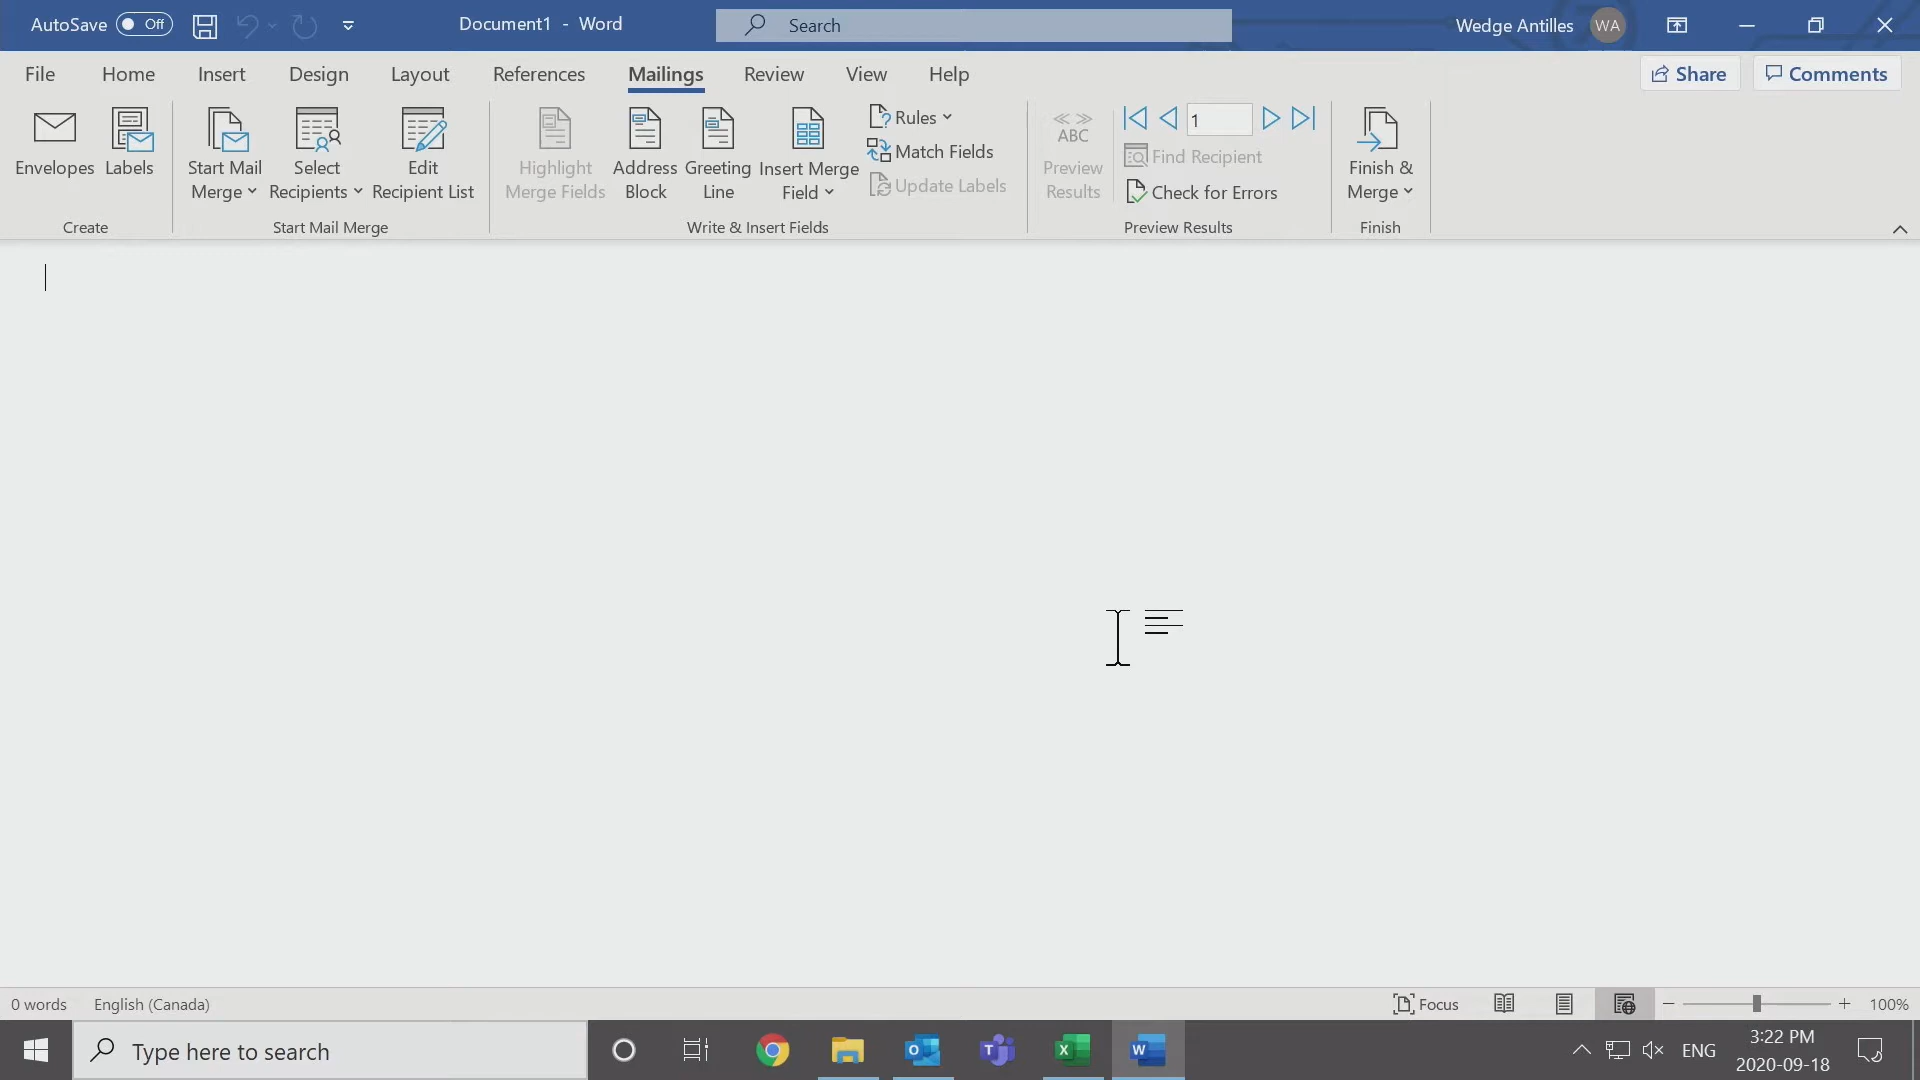 AutoSave Off Document1 - Word Search Wedge Antilles WA
File Home Insert Design Layout References Mailings Review View Help Share Comments
Envelopes Labels
Create
Start Mail Merge Select Recipients Edit Recipient List
Start Mail Merge
Highlight Merge Fields Address Block Greeting Line Insert Merge Field Rules
Match Fields
Update Labels
Write & Insert Fields
ABC Preview Results 1
Find Recipient
Check for Errors
Preview Results
Finish & Merge
Finish
0 words English (Canada) Focus 100%
Type here to search ENG 3:22 PM
2020-09-18